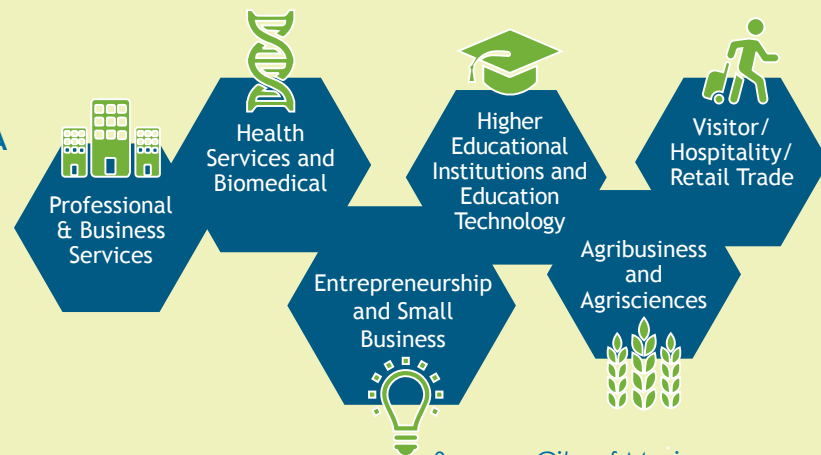 Professional
& Business
Services
Health
Services and
Biomedical
Entrepreneurship
and Small
Business
Higher
Educational
Institutions and
Education
Technology
Agribusiness
and
Agrisciences
Visitor/
Hospitality/
Retail Trade
A